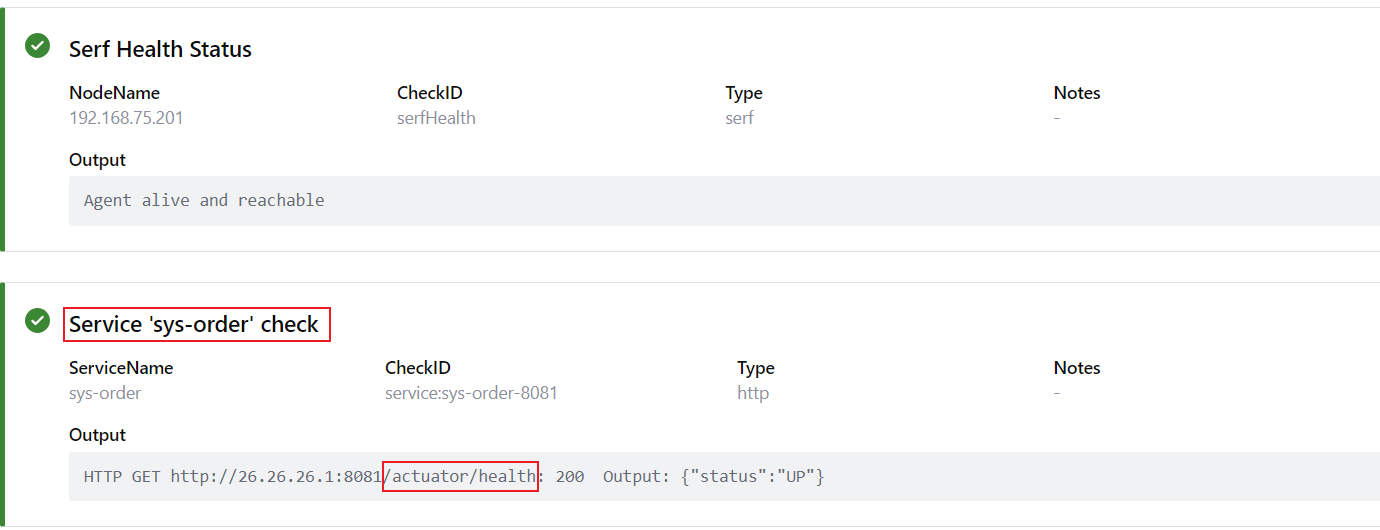 Serf Health Status
NodeName CheckID Type Notes
192.168.75.201 serfHealth serf -
Output
Agent alive and reachable
Service 'sys-order' check
ServiceName CheckID Type Notes
sys-order service:sys-order-8081 http -
Output
HTTP GET http://26.26.26.1:8081/actuator/health: 200 Output: {"status":"UP"}